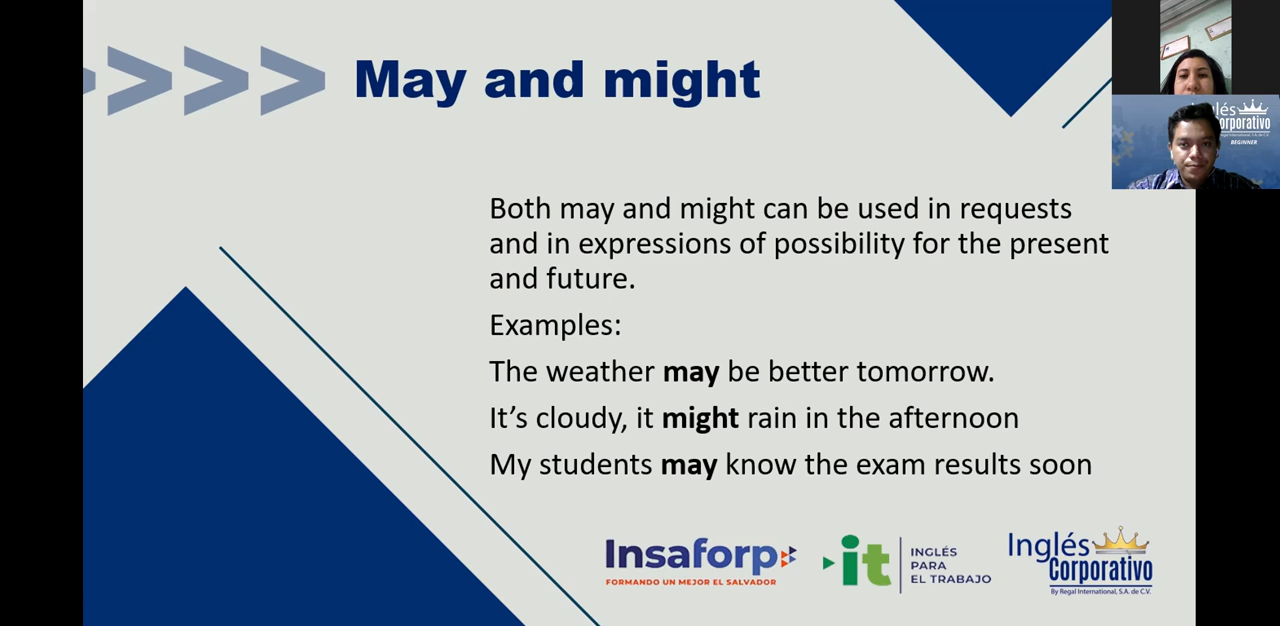 May and might
Both may and might can be used in requests
and in expressions of possibility for the present
and future.
Examples:
The weather may be better tomorrow.
It’s cloudy, it might rain in the afternoon
My students may know the exam results soon
Insaforp
FORMANDO UN MEJOR EL SALVADOR
it
INGLÉS
PARA
EL TRABAJO
Inglés
Corporativo
By Regal International, S.A. de C.V.
BEGINNER